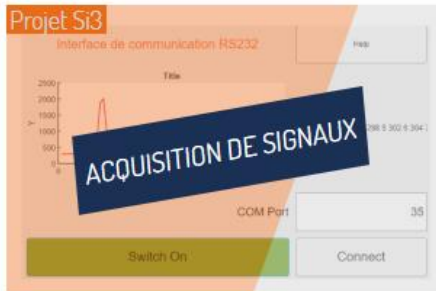 Projet Si3
Interface de communication RS232
Help
Title
2500
2000
1500
1000
500
0
Y
0
ACQUISITION DE SIGNAUX
COM Port
35
Switch On
Connect